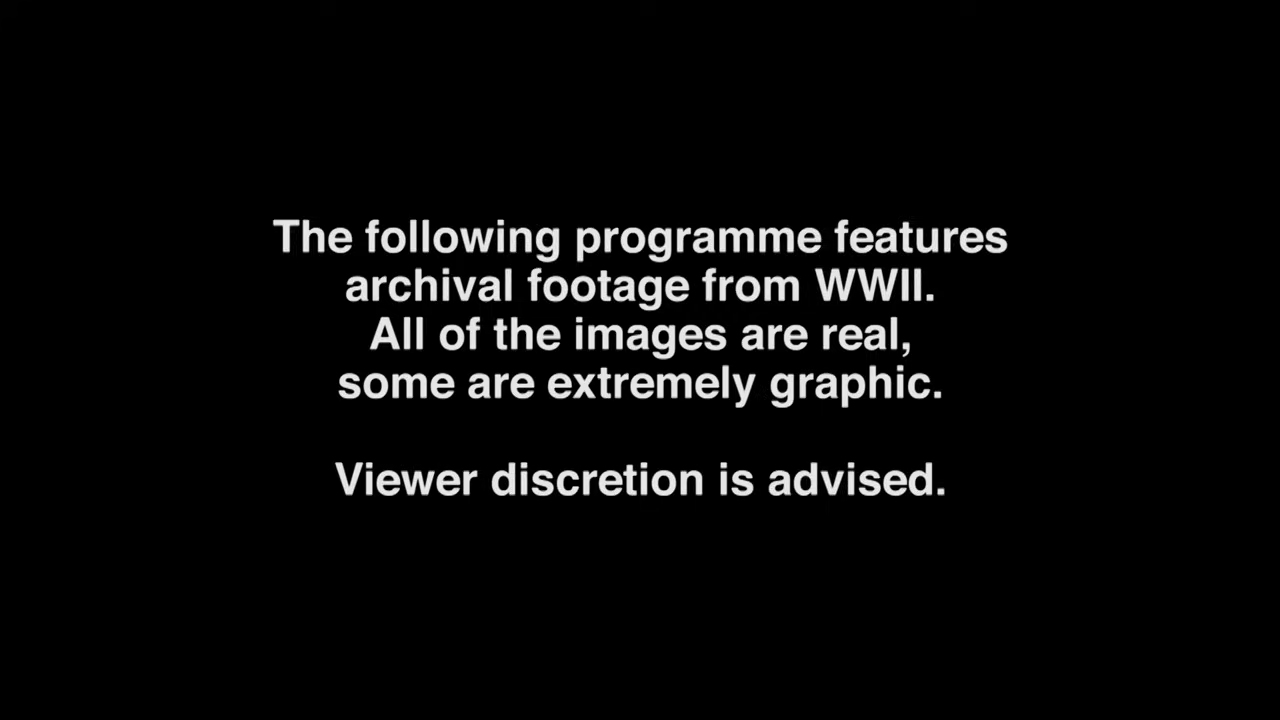 The following programme features
archival footage from WWII.
All of the images are real,
some are extremely graphic.
Viewer discretion is advised.